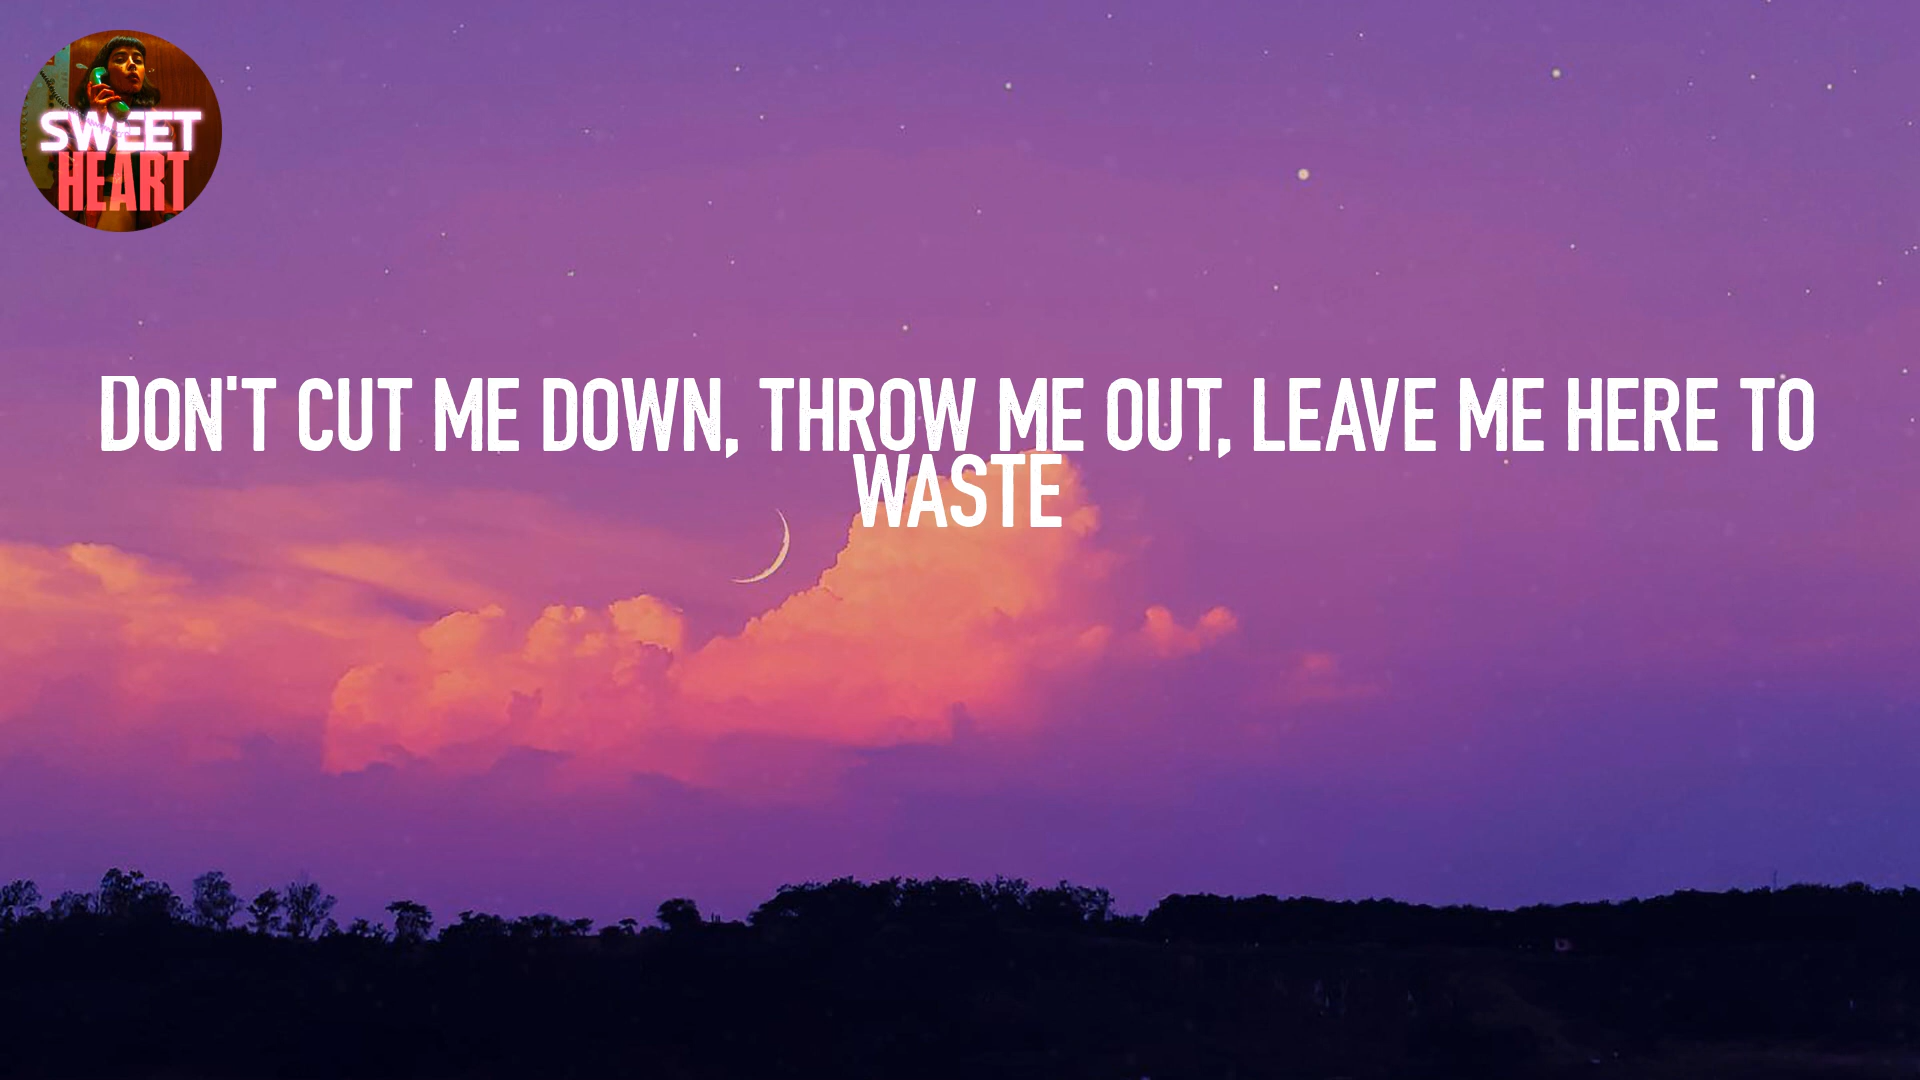 SWEET
HEART
DON'T CUT ME DOWN, THROW ME OUT, LEAVE ME HERE TO
WASTE